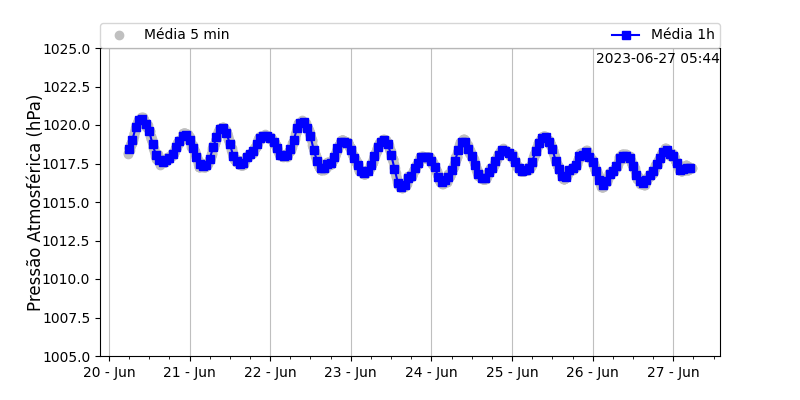 Média 5 min
Média 1h
2023-06-27 05:44
Pressão Atmosférica (hPa)
1025.0
1022.5
1020.0
1017.5
1015.0
1012.5
1010.0
1007.5
1005.0
20 - Jun
21 - Jun
22 - Jun
23 - Jun
24 - Jun
25 - Jun
26 - Jun
27 - Jun